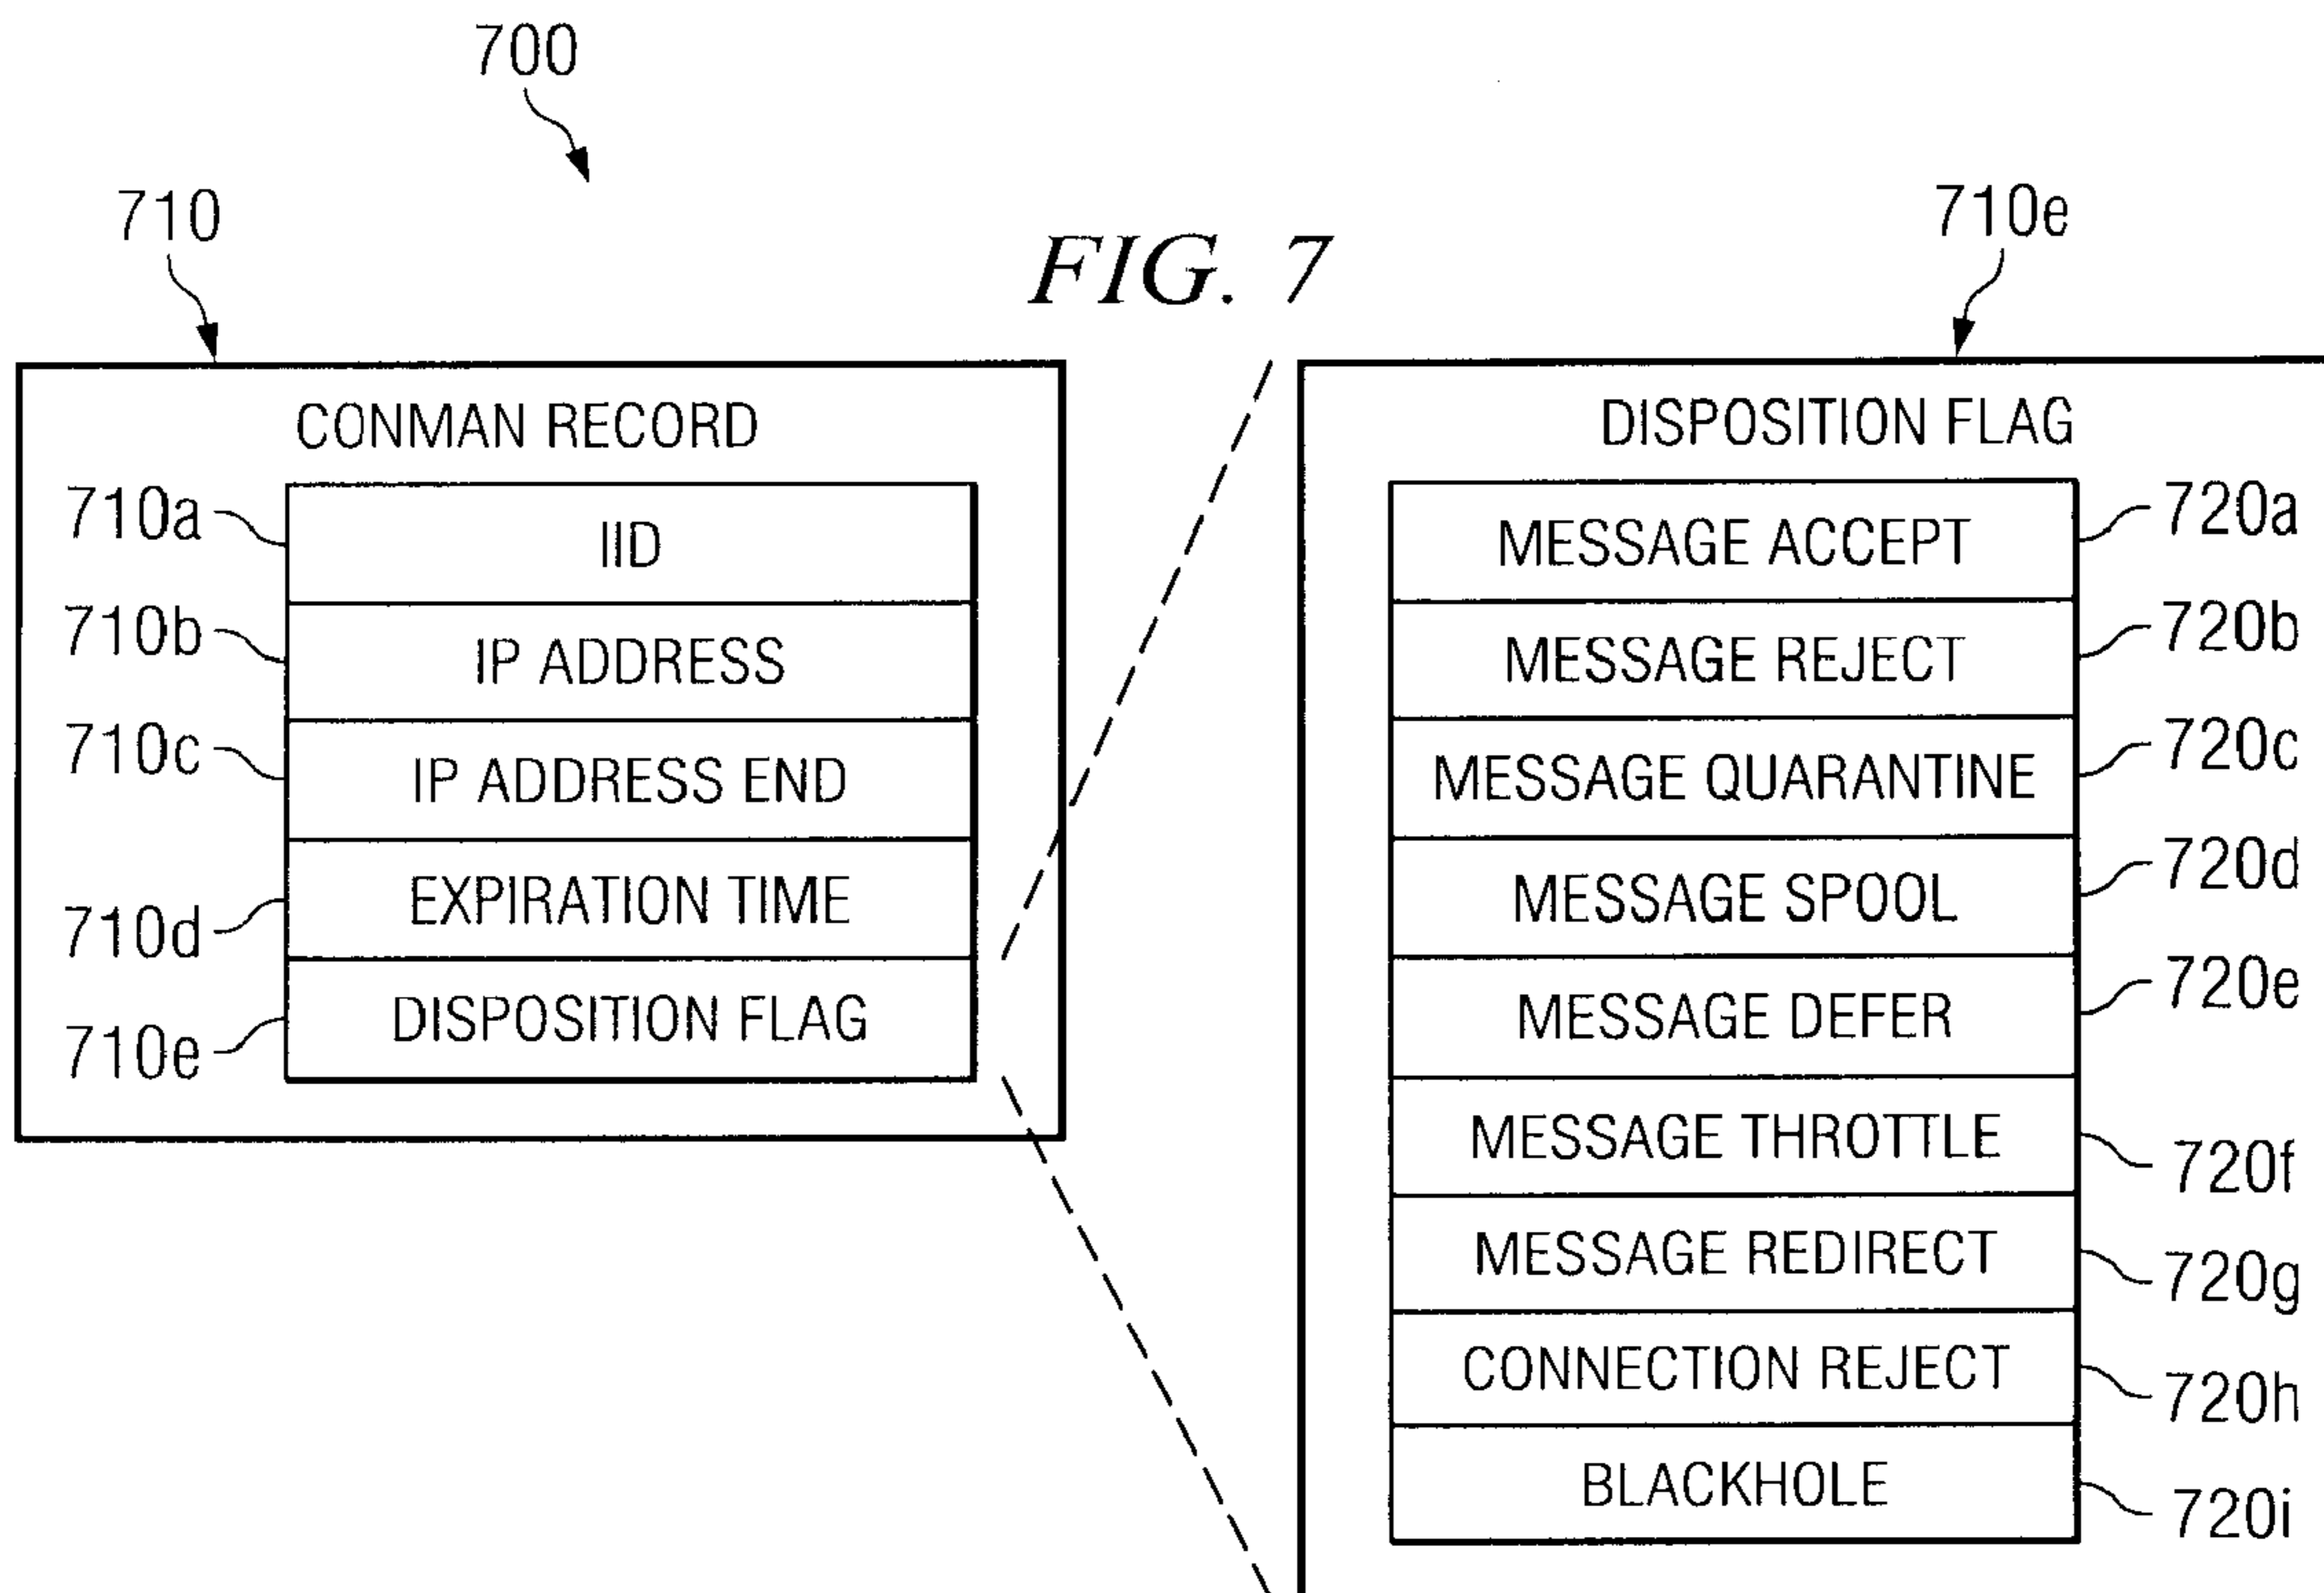 700
710
FIG. 7
710e
CONMAN RECORD
710a
IID
710b
IP ADDRESS
710c
IP ADDRESS END
710d
EXPIRATION TIME
710e
DISPOSITION FLAG
DISPOSITION FLAG
MESSAGE ACCEPT
720a
MESSAGE REJECT
720b
MESSAGE QUARANTINE
720c
MESSAGE SPOOL
720d
MESSAGE DEFER
720e
MESSAGE THROTTLE
720f
MESSAGE REDIRECT
720g
CONNECTION REJECT
720h
BLACKHOLE
720i